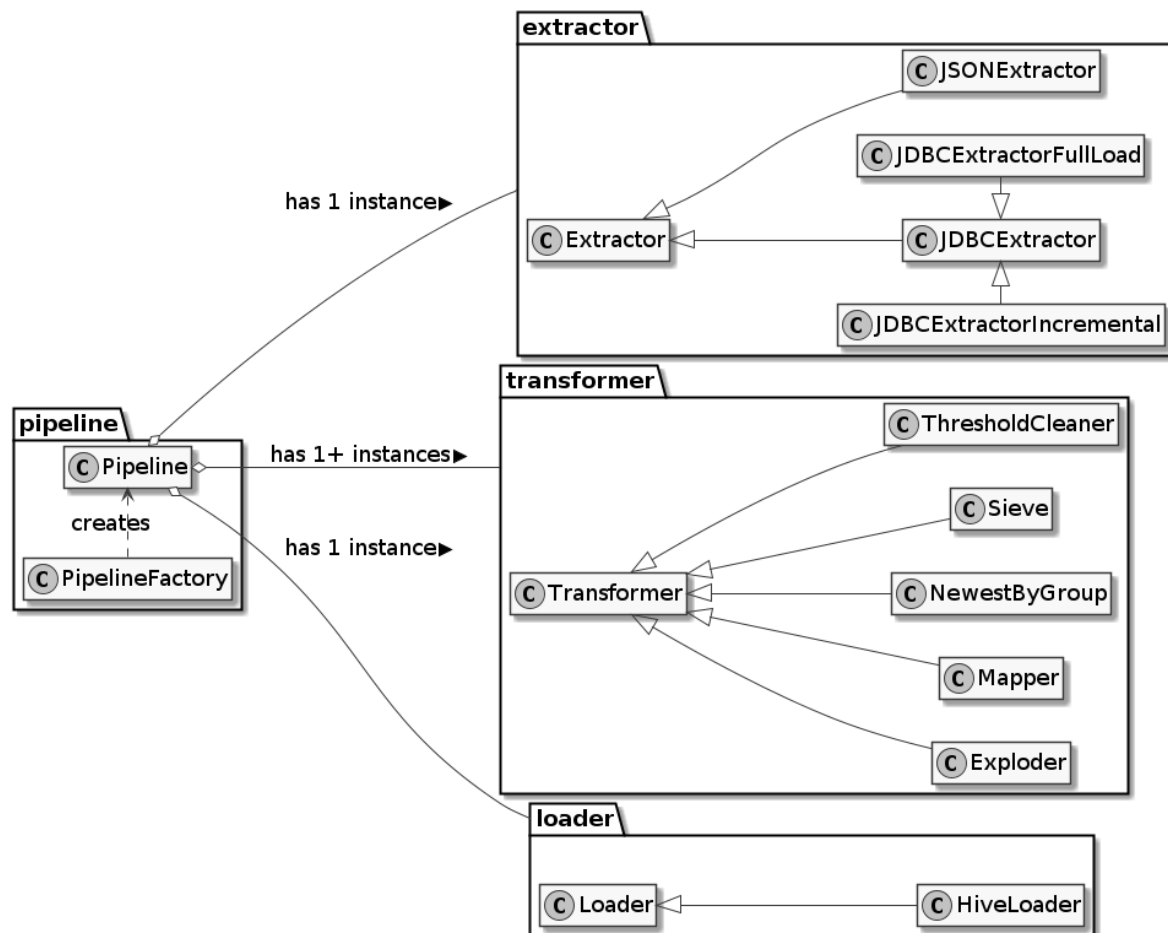 extractor
C JSONExtractor
C JDBCExtractorFullLoad
has 1 instance▶
C Extractor
C JDBCExtractor
C JDBCExtractorIncremental
transformer
pipeline
C ThresholdCleaner
C Pipeline
has 1+ instances▶
C Sieve
creates
has 1 instance▶
C PipelineFactory
C Transformer
C NewestByGroup
C Mapper
C Exploder
loader
C Loader
C HiveLoader